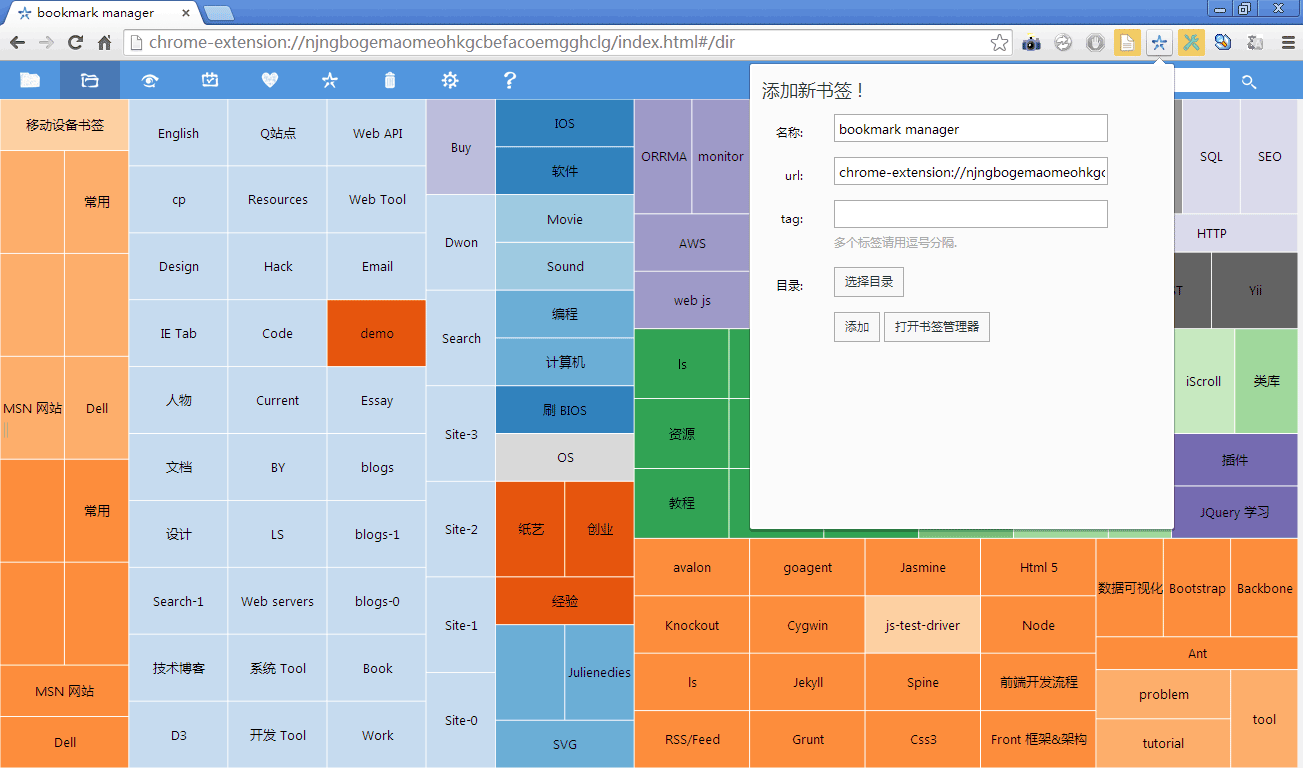 bookmark manager
chrome-extension://njngbogemaomeohkgcbefacoemgghclg/index.html#/dir
添加新书签！
名称:
bookmark manager
url:
tag:
多个标签请用逗号分隔.
目录:
选择目录
添加
打开书签管理器
移动设备书签
常用
MSN 网站
Dell
常用
MSN 网站
Dell
English
Q站点
Web API
cp
Resources
Web Tool
Design
Hack
Email
IE Tab
Code
demo
人物
Current
Essay
文档
BY
blogs
设计
LS
blogs-1
Search-1
Web servers
blogs-0
技术博客
系统 Tool
Book
D3
开发 Tool
Work
Buy
Dwon
Search
Site-3
Site-2
Site-1
Site-0
IOS
软件
Movie
Sound
编程
计算机
刷 BIOS
OS
纸艺
创业
经验
Julienedies
SVG
ORRMA
monitor
AWS
web js
ls
资源
教程
SQL
SEO
HTTP
Yii
iScroll
类库
插件
JQuery 学习
avalon
goagent
Jasmine
Html 5
Knockout
Cygwin
js-test-driver
Node
ls
Jekyll
Spine
前端开发流程
RSS/Feed
Grunt
Css3
Front 框架&架构
数据可视化
Bootstrap
Backbone
Ant
problem
tutorial
tool